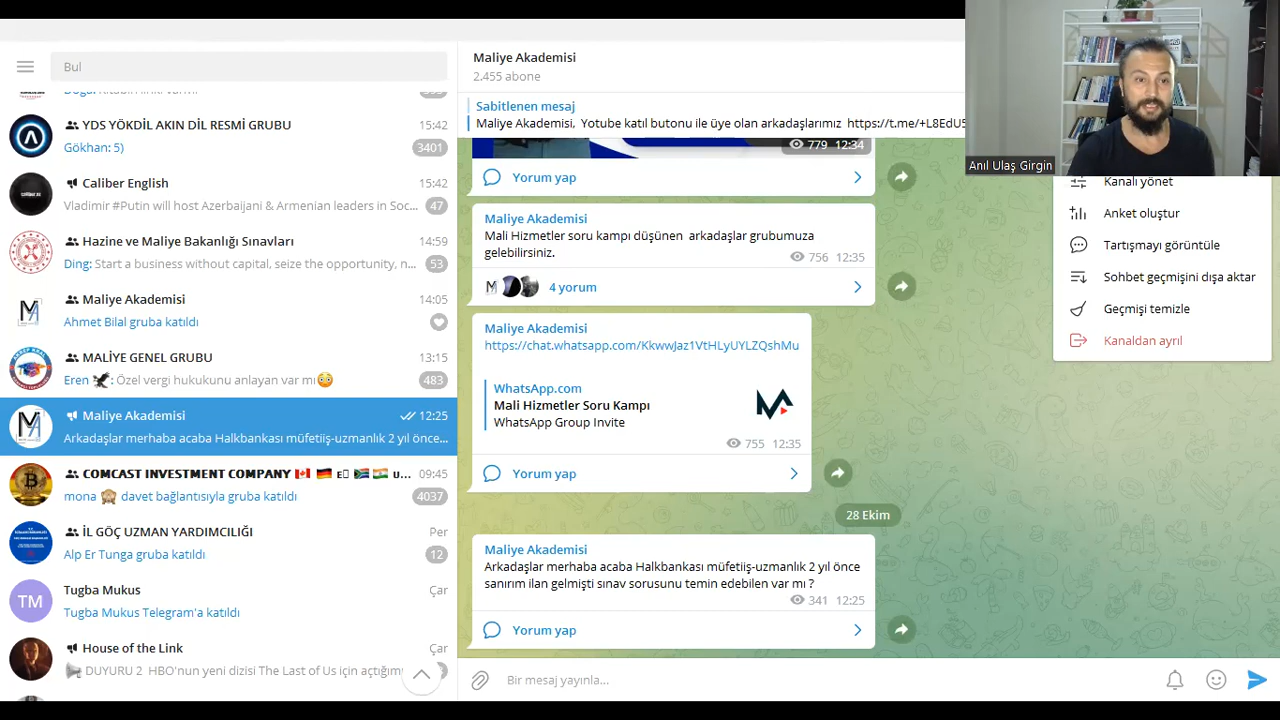 Bul
YDS YÖKDİL AKIN DİL RESMİ GRUBU 15:42
Gökhan: 5) 3401
Caliber English 15:42
Vladimir #Putin will host Azerbaijani & Armenian leaders in Soc... 47
Hazine ve Maliye Bakanlığı Sınavları 14:59
Ding: Start a business without capital, seize the opportunity, n... 53
Maliye Akademisi 14:05
Ahmet Bilal gruba katıldı
MALİYE GENEL GRUBU 13:15
Eren 🦅: Özel vergi hukukunu anlayan var mı😳 483
Maliye Akademisi 12:25
Arkadaşlar merhaba acaba Halkbankası müfetiiş-uzmanlık 2 yıl önce...
COMCAST INVESTMENT COMPANY 09:45
mona 🙈 davet bağlantısıyla gruba katıldı 4037
İL GÖÇ UZMAN YARDIMCILIĞI Per
Alp Er Tunga gruba katıldı 12
TM
Tugba Mukus Çar
Tugba Mukus Telegram'a katıldı
House of the Link Çar
DUYURU 2 HBO'nun yeni dizisi The Last of Us için açtığım
Maliye Akademisi
2.455 abone
Sabitlenen mesaj
Maliye Akademisi, Yotube katıl butonu ile üye olan arkadaşlarımız https://t.me/+L8EdU5
779 12:34
Yorum yap
Maliye Akademisi
Mali Hizmetler soru kampı düşünen arkadaşlar grubumuza
gelebilirsiniz.
756 12:35
4 yorum
Maliye Akademisi
https://chat.whatsapp.com/KkwwJaz1VtHLyUYLZQshMu
WhatsApp.com
Mali Hizmetler Soru Kampı
WhatsApp Group Invite
755 12:35
Yorum yap
28 Ekim
Maliye Akademisi
Arkadaşlar merhaba acaba Halkbankası müfetiiş-uzmanlık 2 yıl önce
sanırım ilan gelmişti sınav sorusunu temin edebilen var mı ?
341 12:25
Yorum yap
Bir mesaj yayınla...
Anıl Ulaş Girgin
Kanalı yönet
Anket oluştur
Tartışmayı görüntüle
Sohbet geçmişini dışa aktar
Geçmişi temizle
Kanaldan ayrıl